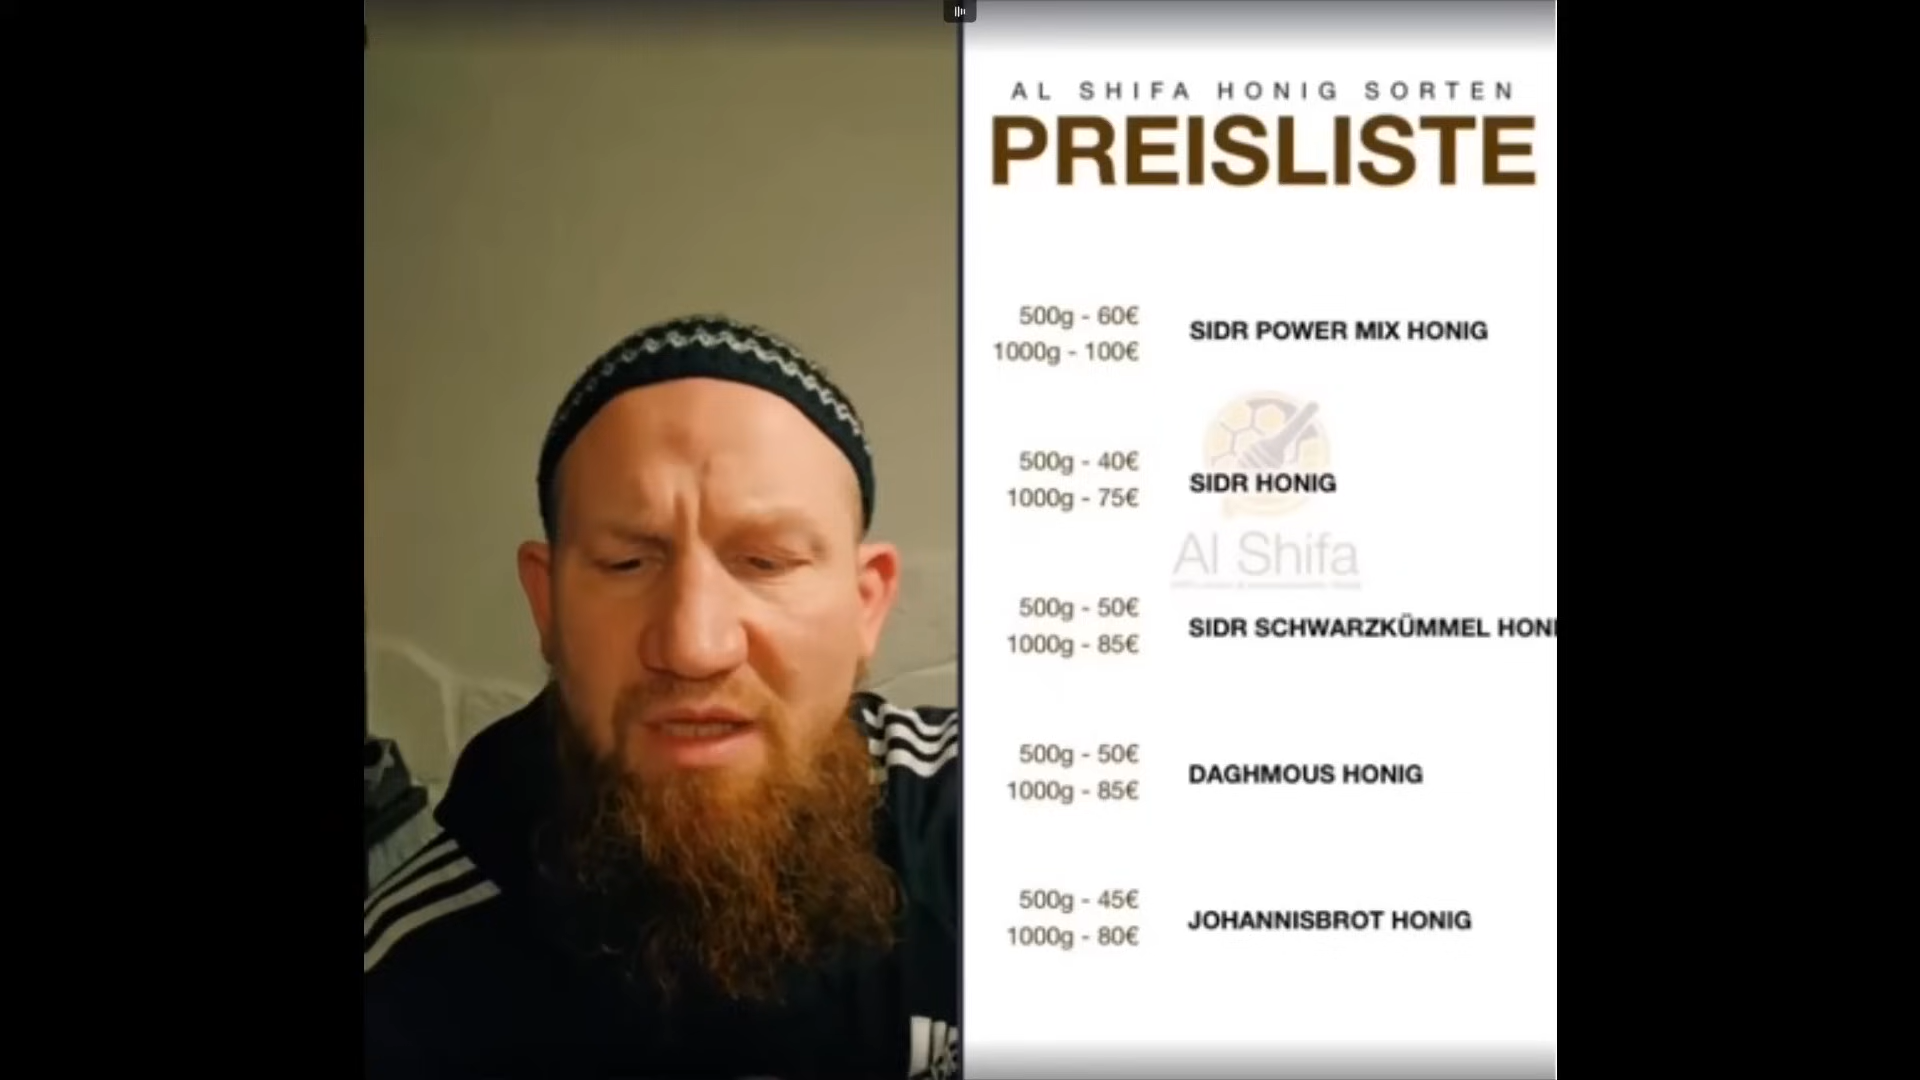 AL SHIFA HONIG SORTEN
PREISLISTE
500g - 60€
1000g - 100€
SIDR POWER MIX HONIG
500g - 40€
1000g - 75€
SIDR HONIG
Al Shifa
500g - 50€
1000g - 85€
SIDR SCHWARZKÜMMEL HONI
500g - 50€
1000g - 85€
DAGHMOUS HONIG
500g - 45€
1000g - 80€
JOHANNISBROT HONIG